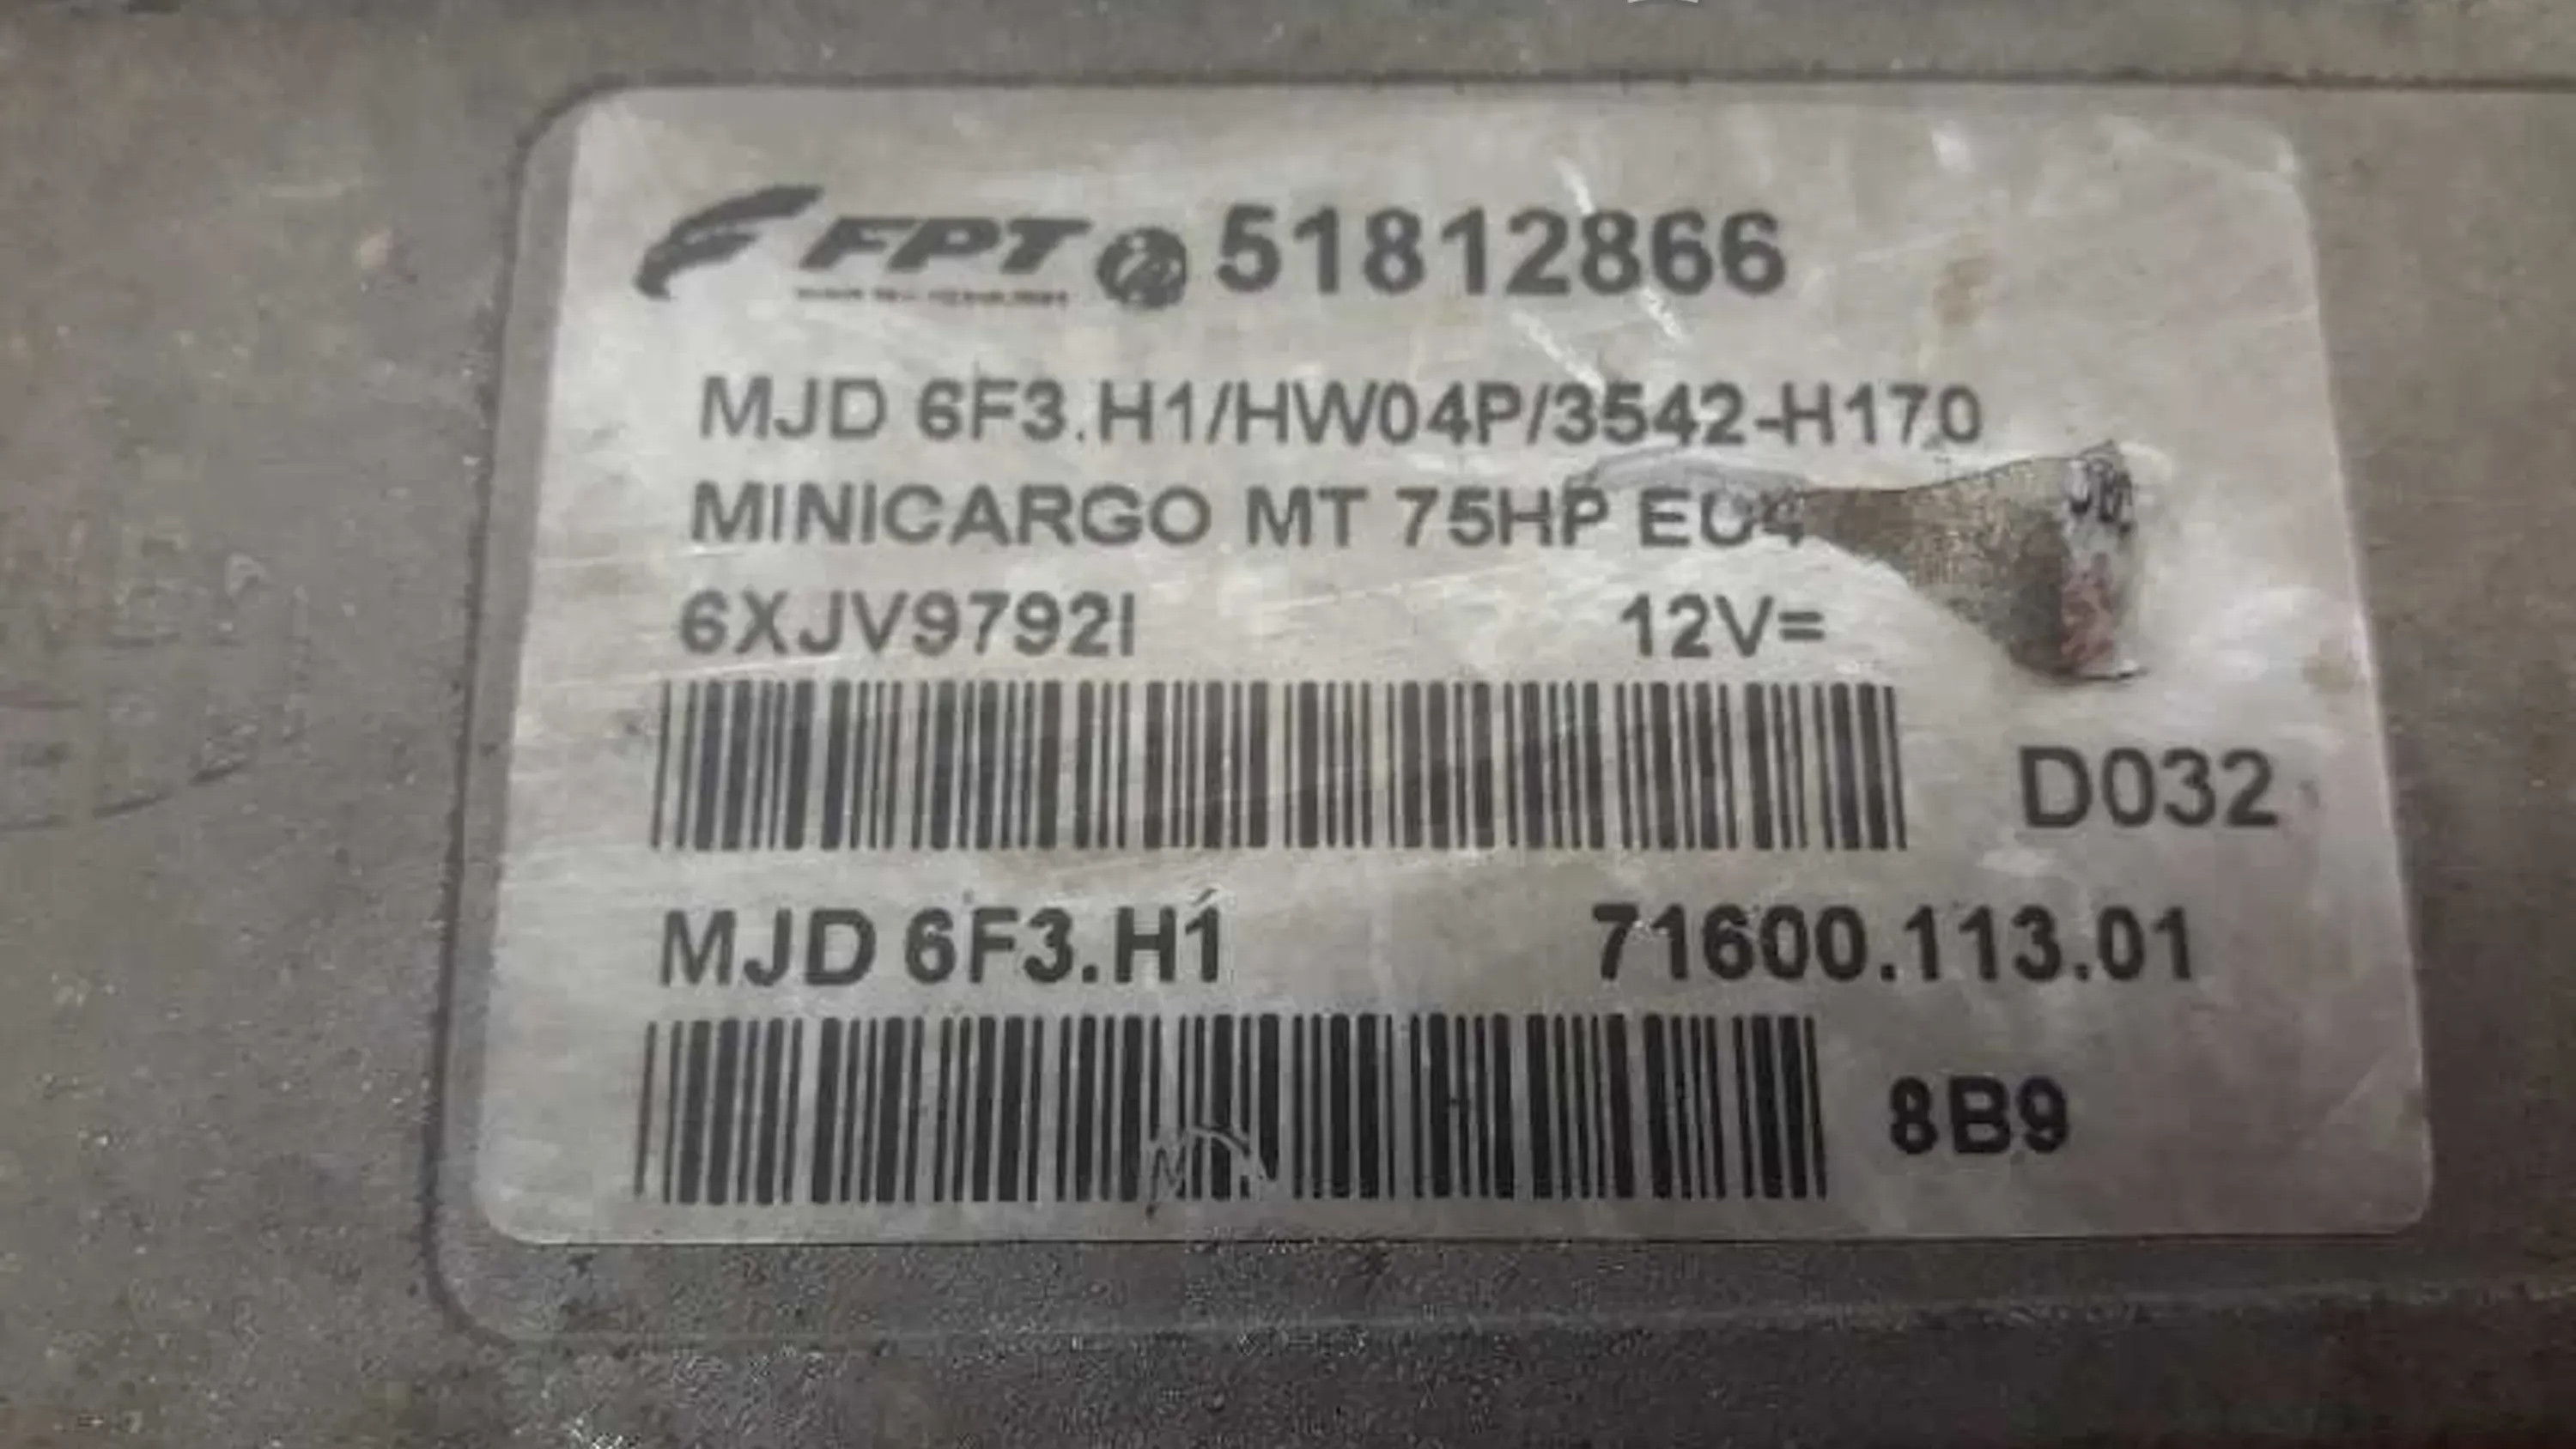 FPT 51812866
MJD 6F3.H1/HW04P/3542-H170
MINICARGO MT 75HP EU4
6XJV9792I 12V=
D032
MJD 6F3.H1 71600.113.01
8B9